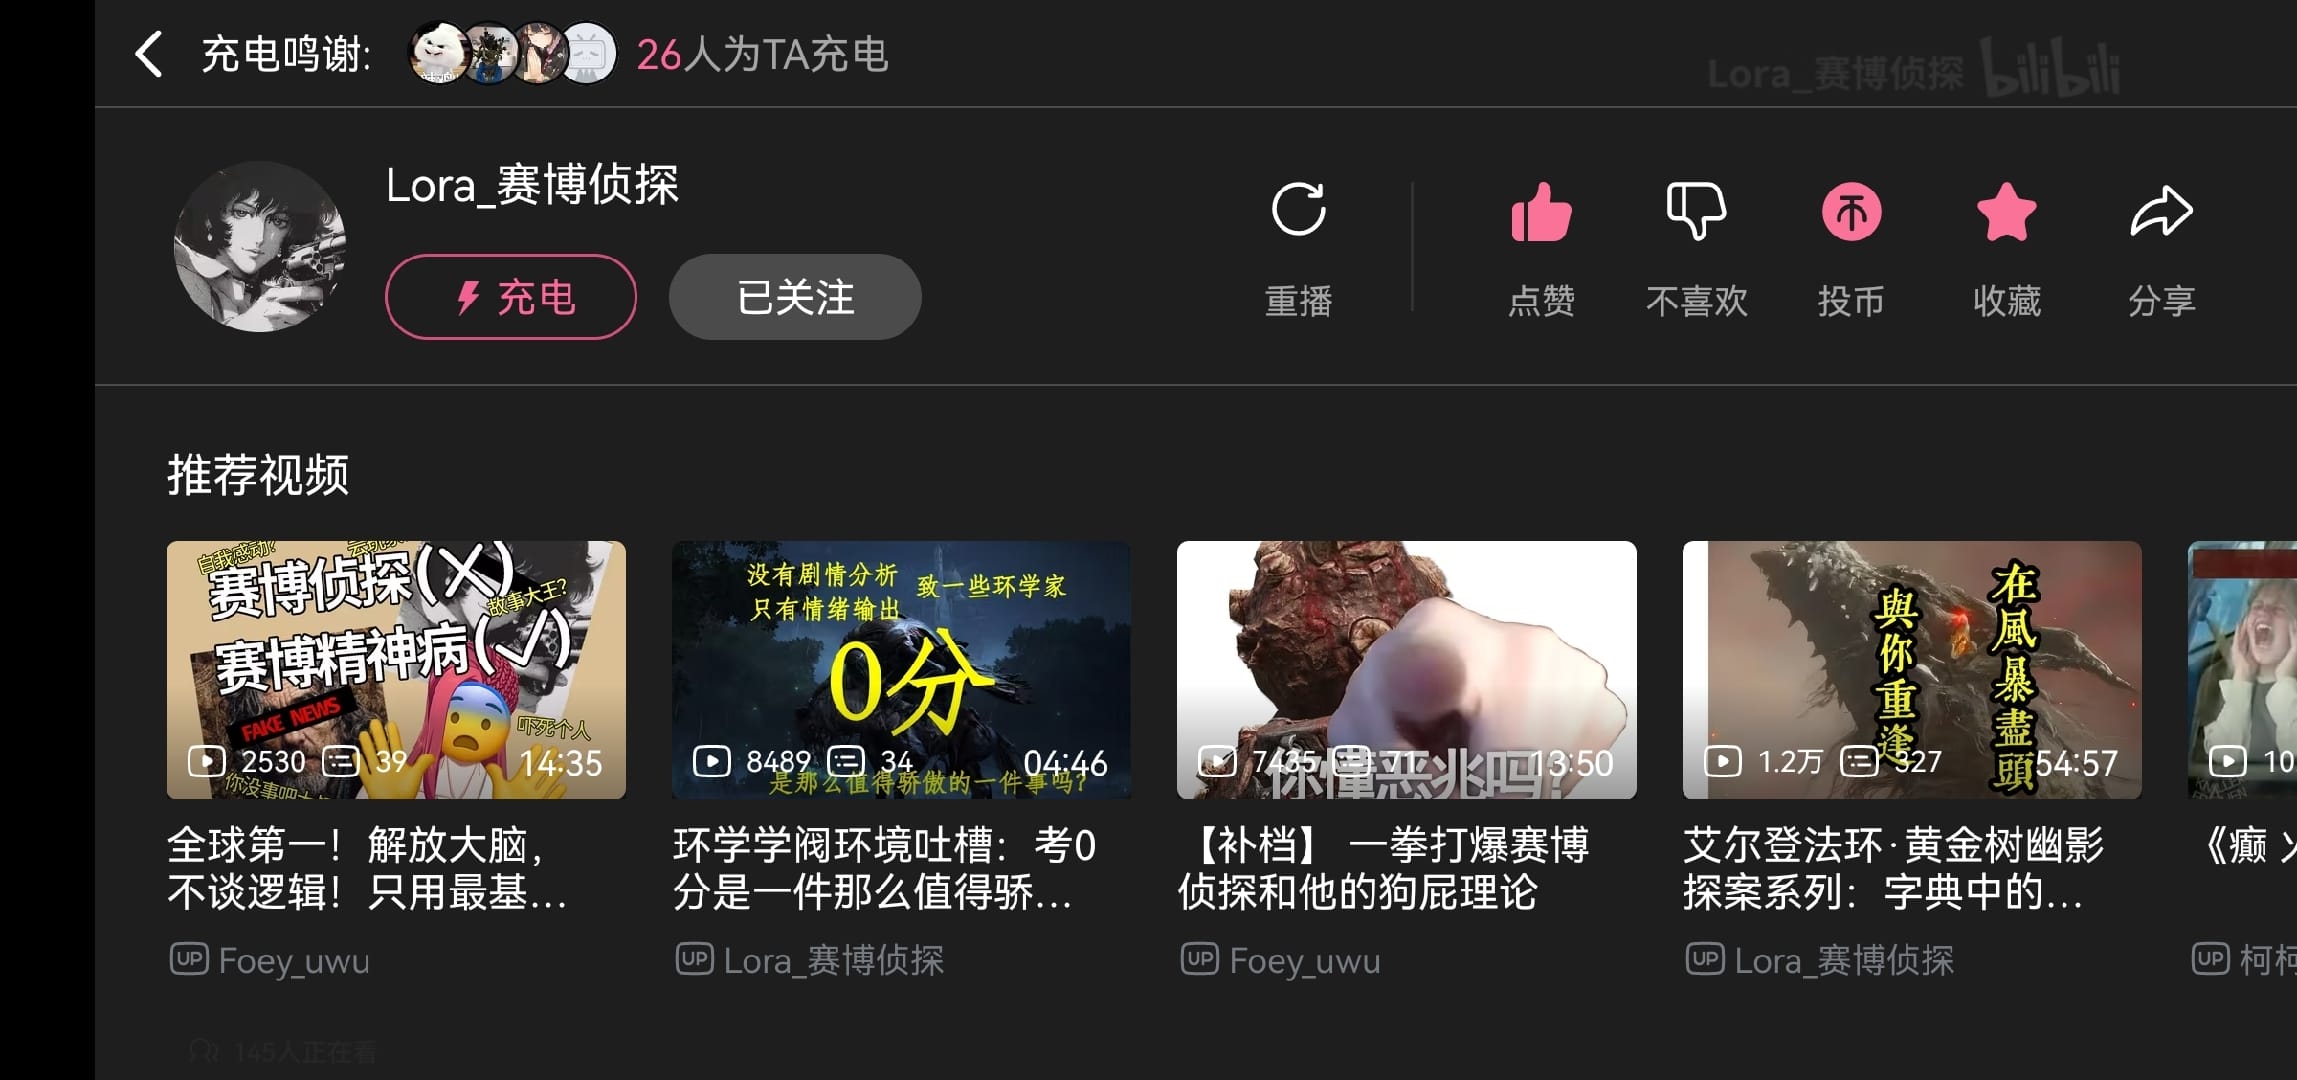 充电鸣谢:
26人为TA充电
Lora_赛博侦探 bilibili
Lora_赛博侦探
充电
已关注
重播
点赞
不喜欢
投币
收藏
分享
推荐视频
自我感动?
赛博侦探(X)
故事大王?
赛博精神病(√)
FAKE NEWS
吓死个人
2530
39
14:35
全球第一！解放大脑，
不谈逻辑！只用最基...
UP Foey_uwu
没有剧情分析
只有情绪输出
致一些环学家
0分
8489
34
04:46
是那么值得骄傲的一件事吗?
环学学阀环境吐槽：考0
分是一件那么值得骄...
UP Lora_赛博侦探
你懂恶兆吗?
7435
71
13:50
【补档】 一拳打爆赛博
侦探和他的狗屁理论
UP Foey_uwu
在風暴盡頭
與你重逢
1.2万
327
54:57
艾尔登法环·黄金树幽影
探案系列：字典中的...
UP Lora_赛博侦探
10
《癫
UP 柯
145人正在看